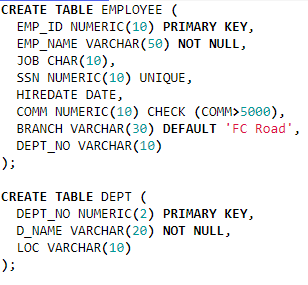 CREATE TABLE EMPLOYEE (
  EMP_ID NUMERIC(10) PRIMARY KEY,
  EMP_NAME VARCHAR(50) NOT NULL,
  JOB CHAR(10),
  SSN NUMERIC(10) UNIQUE,
  HIREDATE DATE,
  COMM NUMERIC(10) CHECK (COMM>5000),
  BRANCH VARCHAR(30) DEFAULT 'FC Road',
  DEPT_NO VARCHAR(10)
);

CREATE TABLE DEPT (
  DEPT_NO NUMERIC(2) PRIMARY KEY,
  D_NAME VARCHAR(20) NOT NULL,
  LOC VARCHAR(10)
);